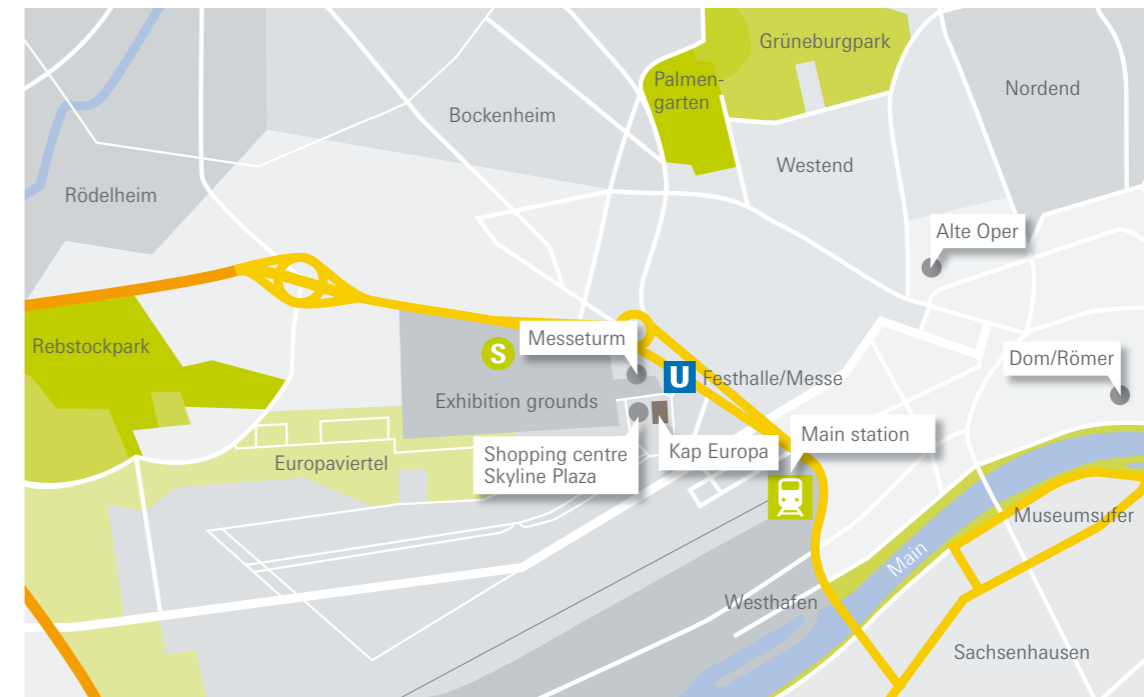 Grüneburgpark
Palmen-
garten
Nordend
Bockenheim
Westend
Rödelheim
Alte Oper
Rebstockpark
S
Messeturm
U
Festhalle/Messe
Dom/Römer
Exhibition grounds
Main station
Kap Europa
Shopping centre
Skyline Plaza
Europaviertel
Museumsufer
Main
Westhafen
Sachsenhausen